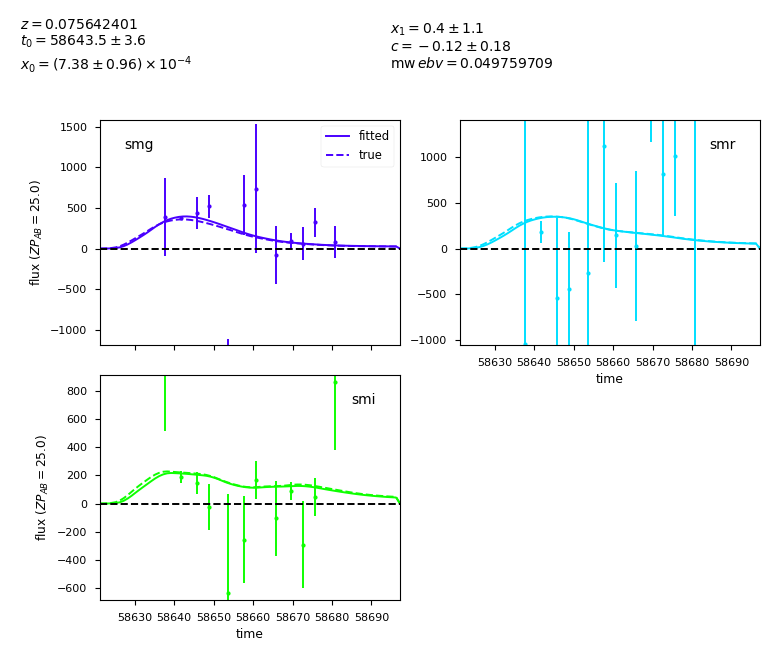 z = 0.075642401
t₀ = 58643.5 ± 3.6
x₀ = (7.38 ± 0.96) × 10⁻⁴
x₁ = 0.4 ± 1.1
c = −0.12 ± 0.18
mw ebv = 0.049759709
smg
fitted
true
1500
1000
500
0
−500
−1000
flux (ZP_AB = 25.0)
smr
1000
500
0
−500
−1000
58630 58640 58650 58660 58670 58680 58690
time
smi
800
600
400
200
0
−200
−400
−600
flux (ZP_AB = 25.0)
58630 58640 58650 58660 58670 58680 58690
time